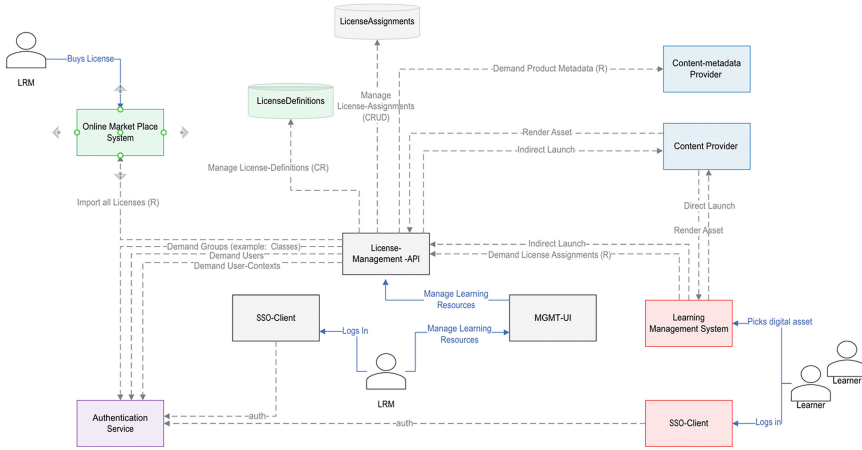 LicenseAssignments
LRM
Buys License
Demand Product Metadata (R)
Content-metadata
Provider
LicenseDefinitions
Manage
License-Assignments
(CRUD)
Online Market Place
System
Render Asset
Indirect Launch
Content Provider
Manage License-Definitions (CR)
Import all Licenses (R)
Direct Launch
Render Asset
Demand Groups (example: Classes)
Demand Users
Demand User-Contexts
License-
Management -API
Indirect Launch
Demand License Assignments (R)
Manage Learning
Resources
SSO-Client
Logs In
Manage Learning
Resources
MGMT-UI
Learning
Management System
Picks digital asset
LRM
Learner
Learner
Authentication
Service
auth
auth
SSO-Client
Logs in